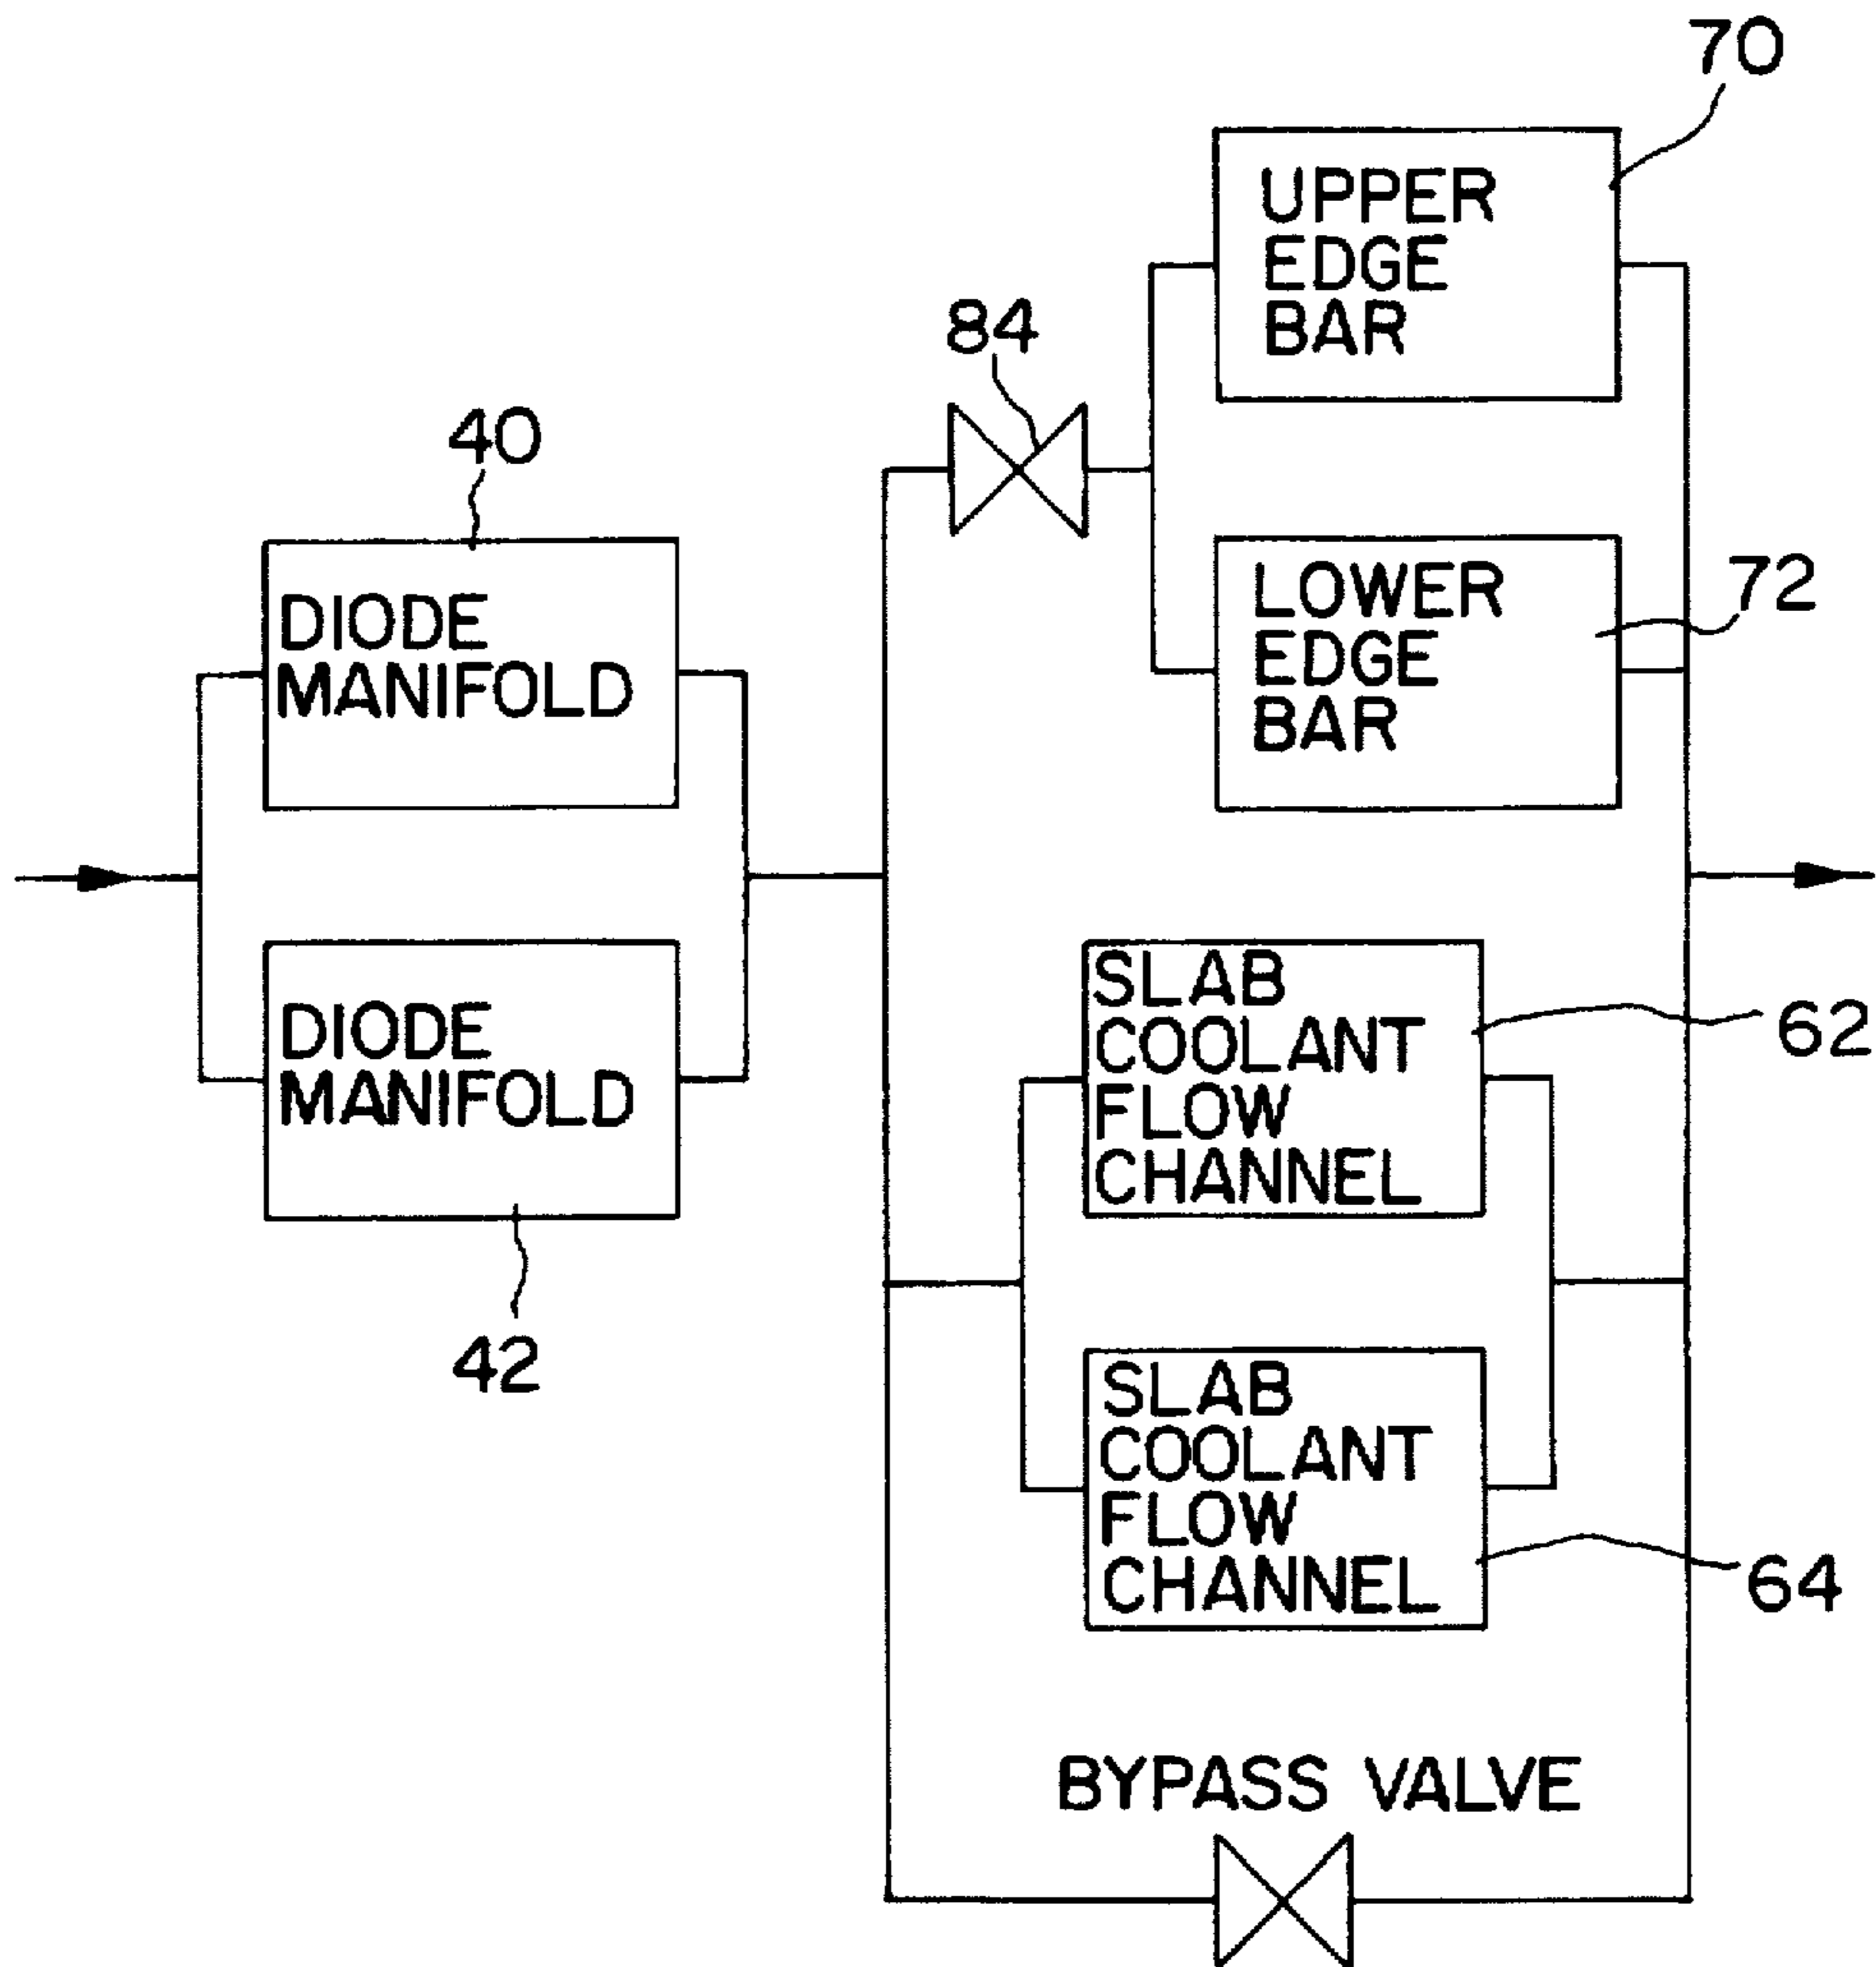 70
UPPER
EDGE
BAR
84
40
DIODE
MANIFOLD
LOWER
EDGE
BAR
72
DIODE
MANIFOLD
42
SLAB
COOLANT
FLOW
CHANNEL
62
SLAB
COOLANT
FLOW
CHANNEL
64
BYPASS VALVE